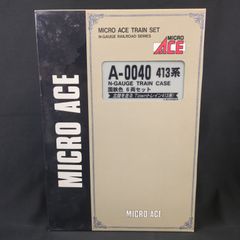 MICRO ACE TRAIN SET
N-GAUGE RAILROAD SERIES
MICRO
ACE
A-0040 413系
N-GAUGE TRAIN CASE
国鉄色 6両セット
MICRO ACE
MICRO ACE